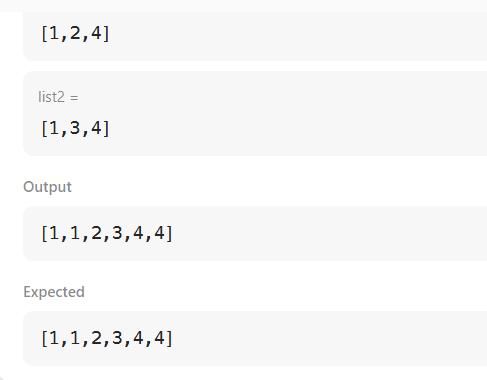 [1,2,4]
list2 =
[1,3,4]
Output
[1,1,2,3,4,4]
Expected
[1,1,2,3,4,4]